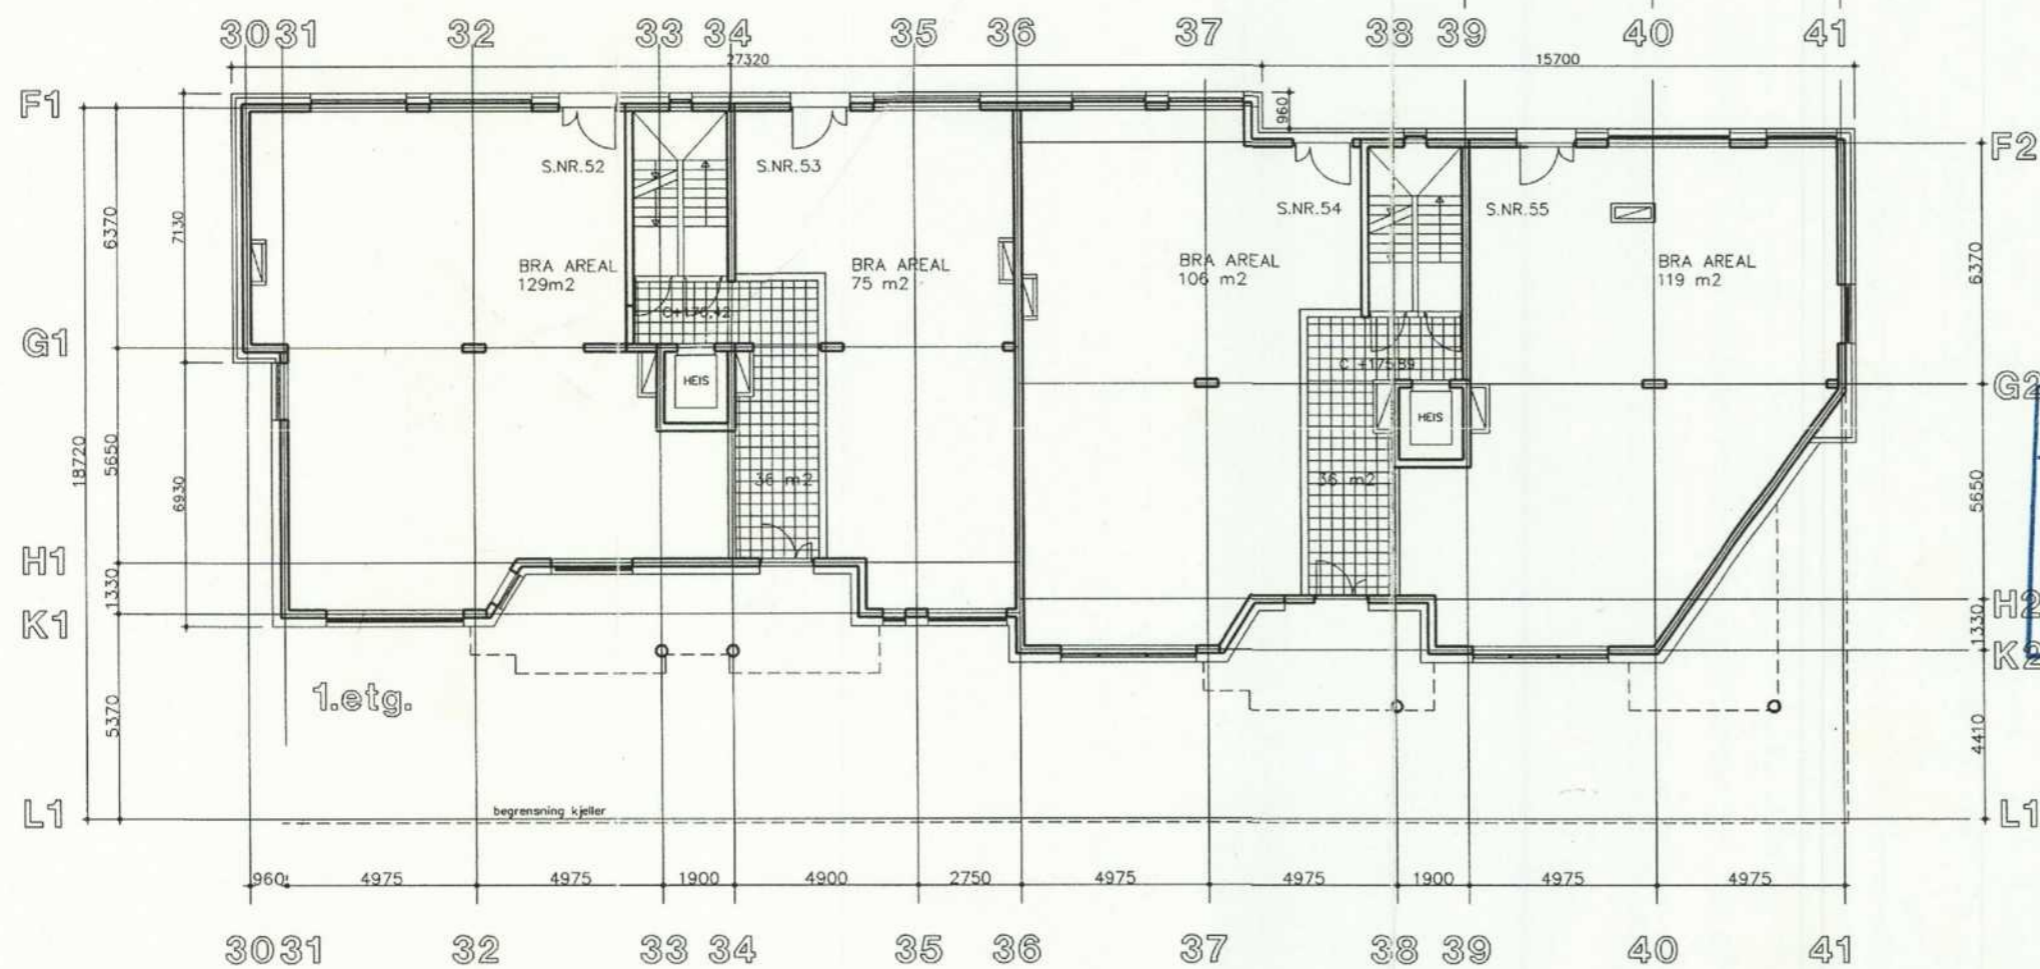 30 31 32 33 34 35 36 37 38 39 40 41
27320 15700
F1
960
F2
S.NR.52 S.NR.53 S.NR.54 S.NR.55
6370 7130
6370
BRA AREAL
129m2
BRA AREAL
75 m2
BRA AREAL
106 m2
BRA AREAL
119 m2
G1
HEIS
HEIS
G2
18720 5650 6930
36 m2
36 m2
5650
H1
1330
K1
H2
1330
K2
1.etg.
5370
4410
begrensning kjeller
L1
L1
960 4975 4975 1900 4900 2750 4975 4975 1900 4975 4975
30 31 32 33 34 35 36 37 38 39 40 41